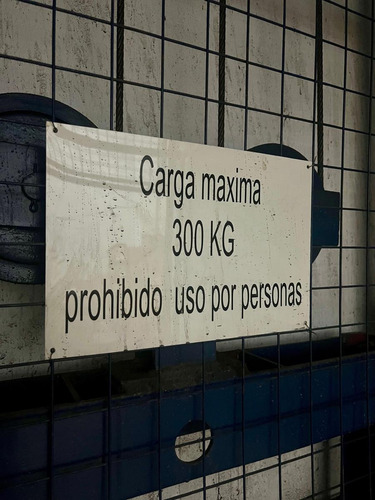 Carga maxima
300 KG
prohibido uso por personas